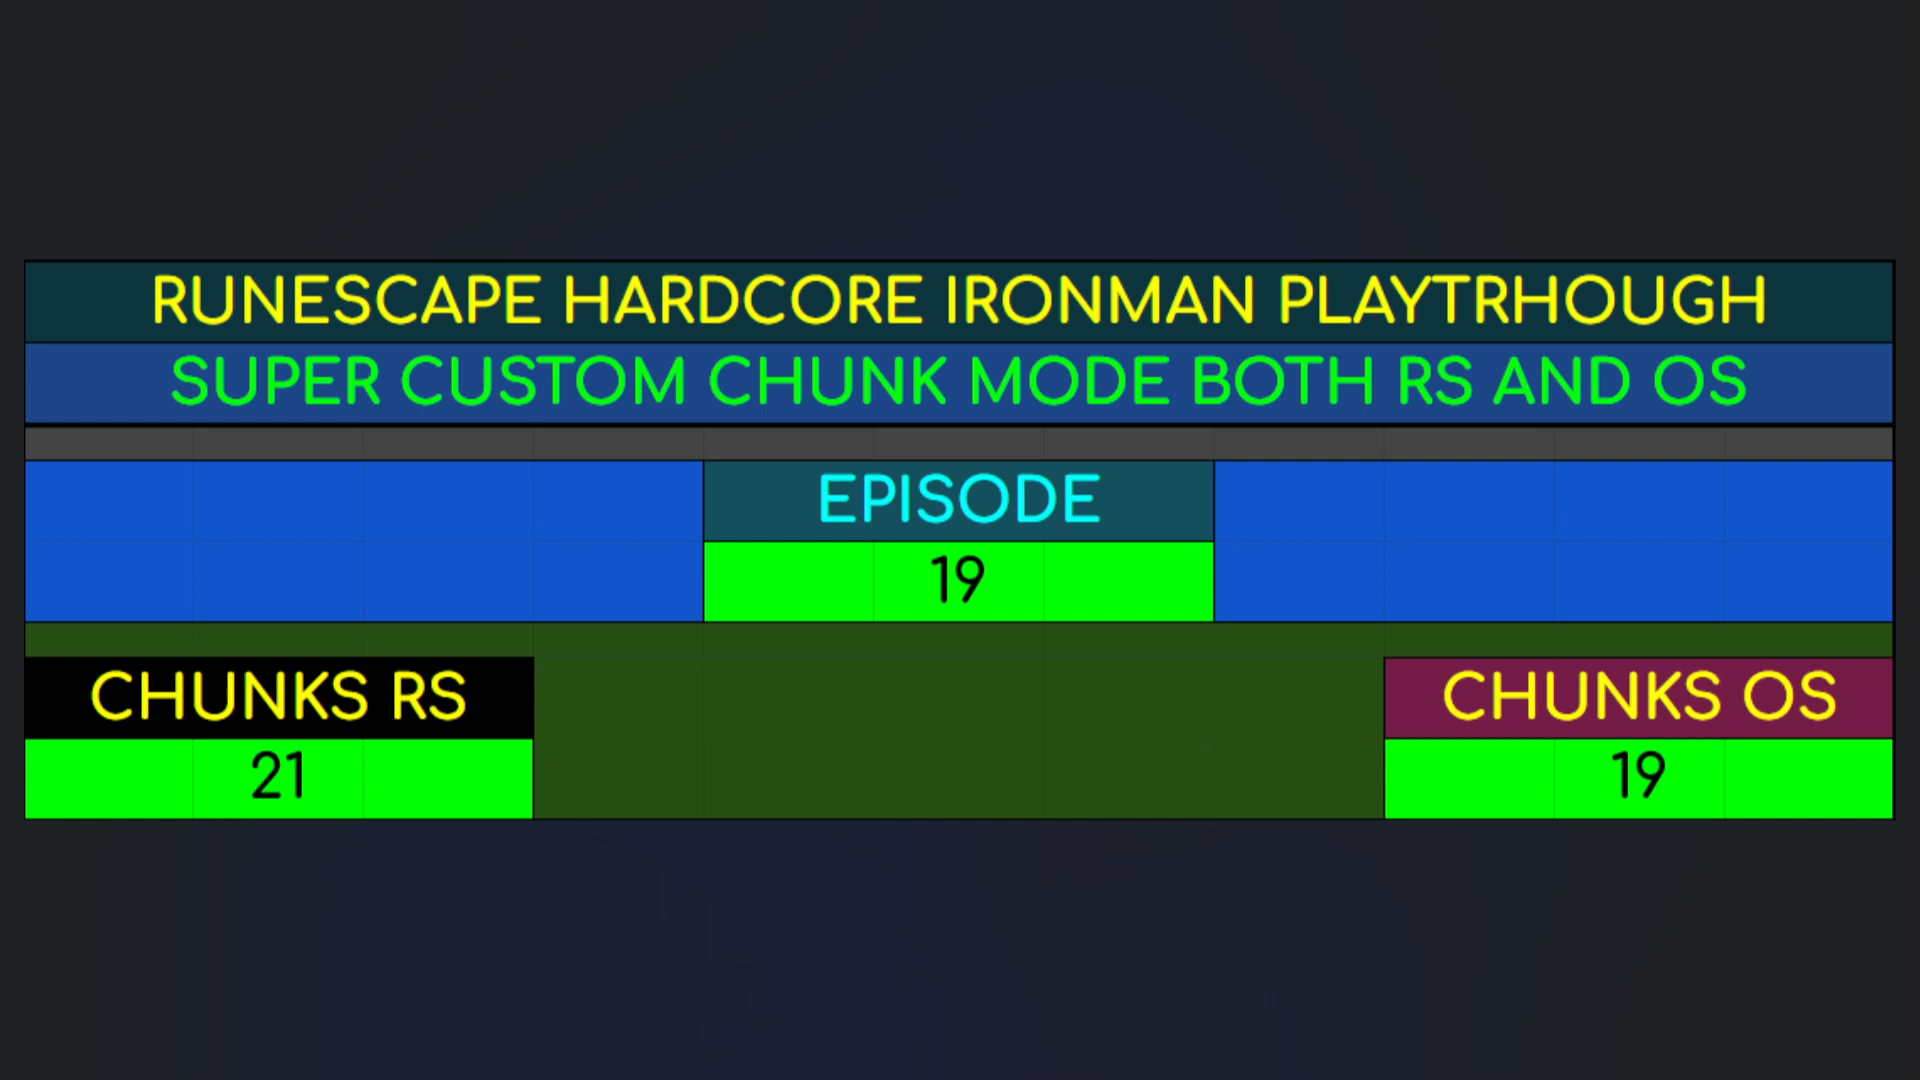 RUNESCAPE HARDCORE IRONMAN PLAYTRHOUGH
SUPER CUSTOM CHUNK MODE BOTH RS AND OS
EPISODE
19
CHUNKS RS
CHUNKS OS
21
19